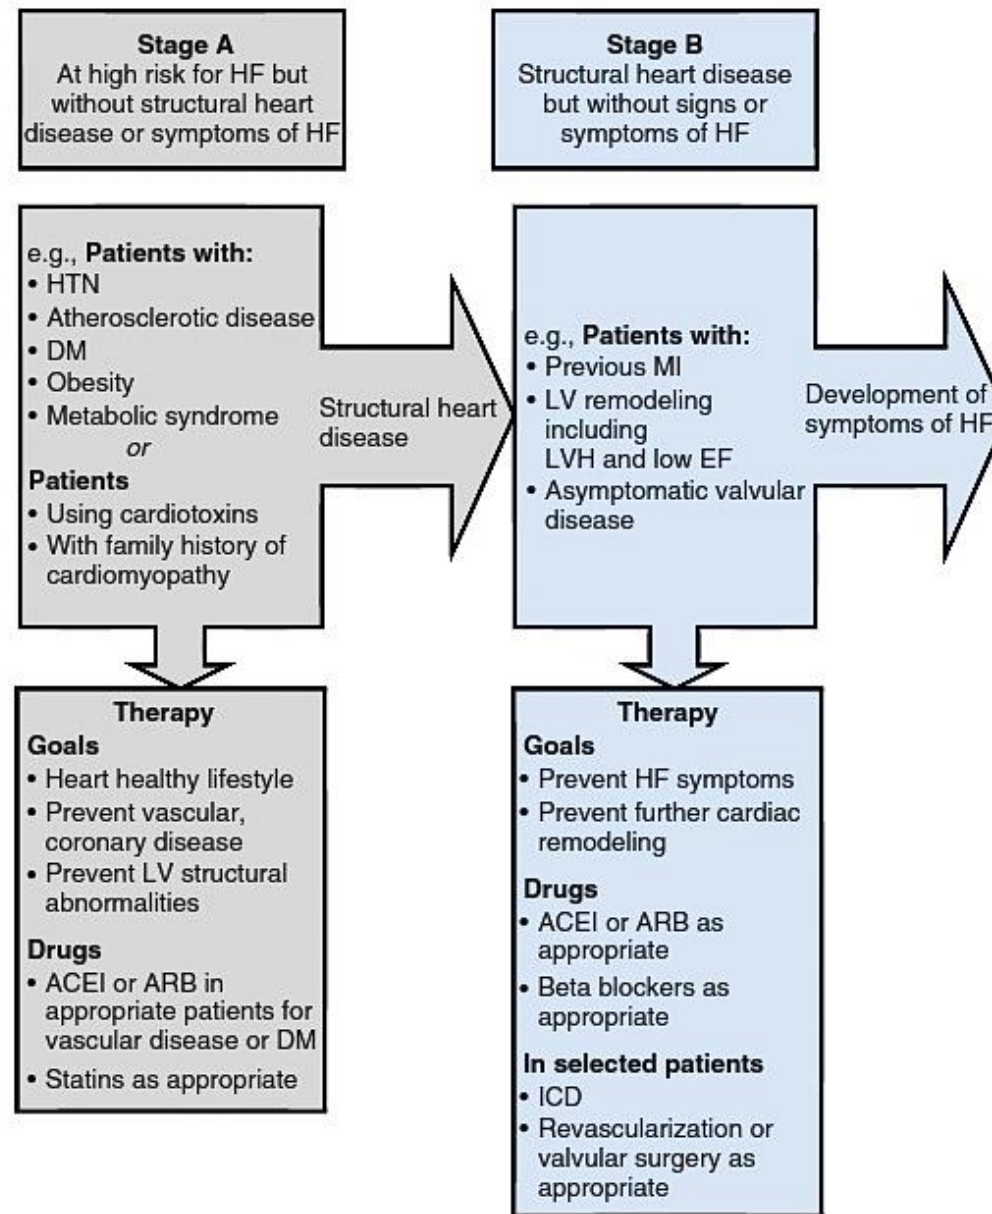 Stage A
At high risk for HF but
without structural heart
disease or symptoms of HF
e.g., Patients with:
• HTN
• Atherosclerotic disease
• DM
• Obesity
• Metabolic syndrome
or
Patients
• Using cardiotoxins
• With family history of
cardiomyopathy
Structural heart
disease
Therapy
Goals
• Heart healthy lifestyle
• Prevent vascular,
coronary disease
• Prevent LV structural
abnormalities
Drugs
• ACEI or ARB in
appropriate patients for
vascular disease or DM
• Statins as appropriate
Stage B
Structural heart disease
but without signs or
symptoms of HF
e.g., Patients with:
• Previous MI
• LV remodeling
including
LVH and low EF
• Asymptomatic valvular
disease
Development of
symptoms of HF
Therapy
Goals
• Prevent HF symptoms
• Prevent further cardiac
remodeling
Drugs
• ACEI or ARB as
appropriate
• Beta blockers as
appropriate
In selected patients
• ICD
• Revascularization or
valvular surgery as
appropriate